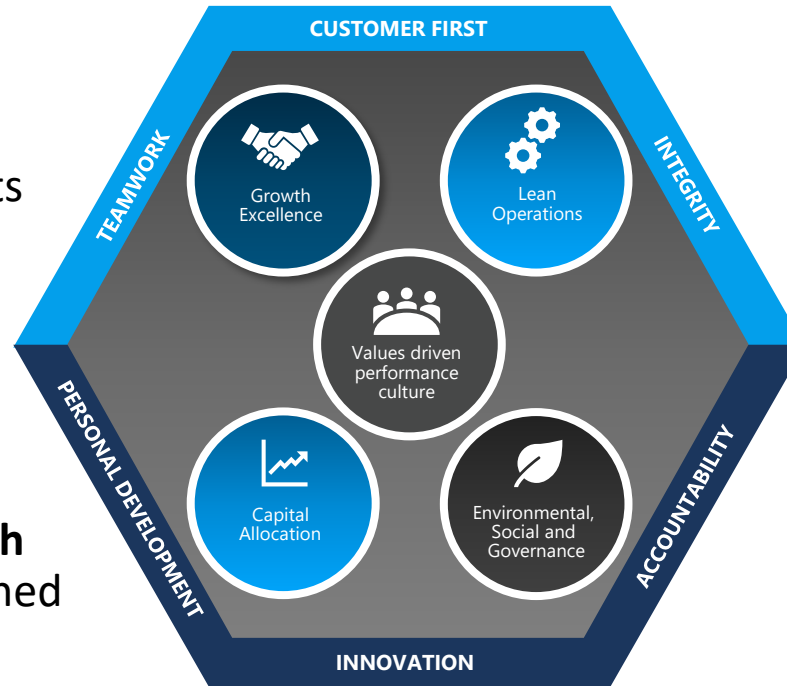 CUSTOMER FIRST
TEAMWORK
INTEGRITY
Growth
Excellence
Lean
Operations
Values driven
performance
culture
Capital
Allocation
Environmental,
Social and
Governance
PERSONAL DEVELOPMENT
ACCOUNTABILITY
INNOVATION